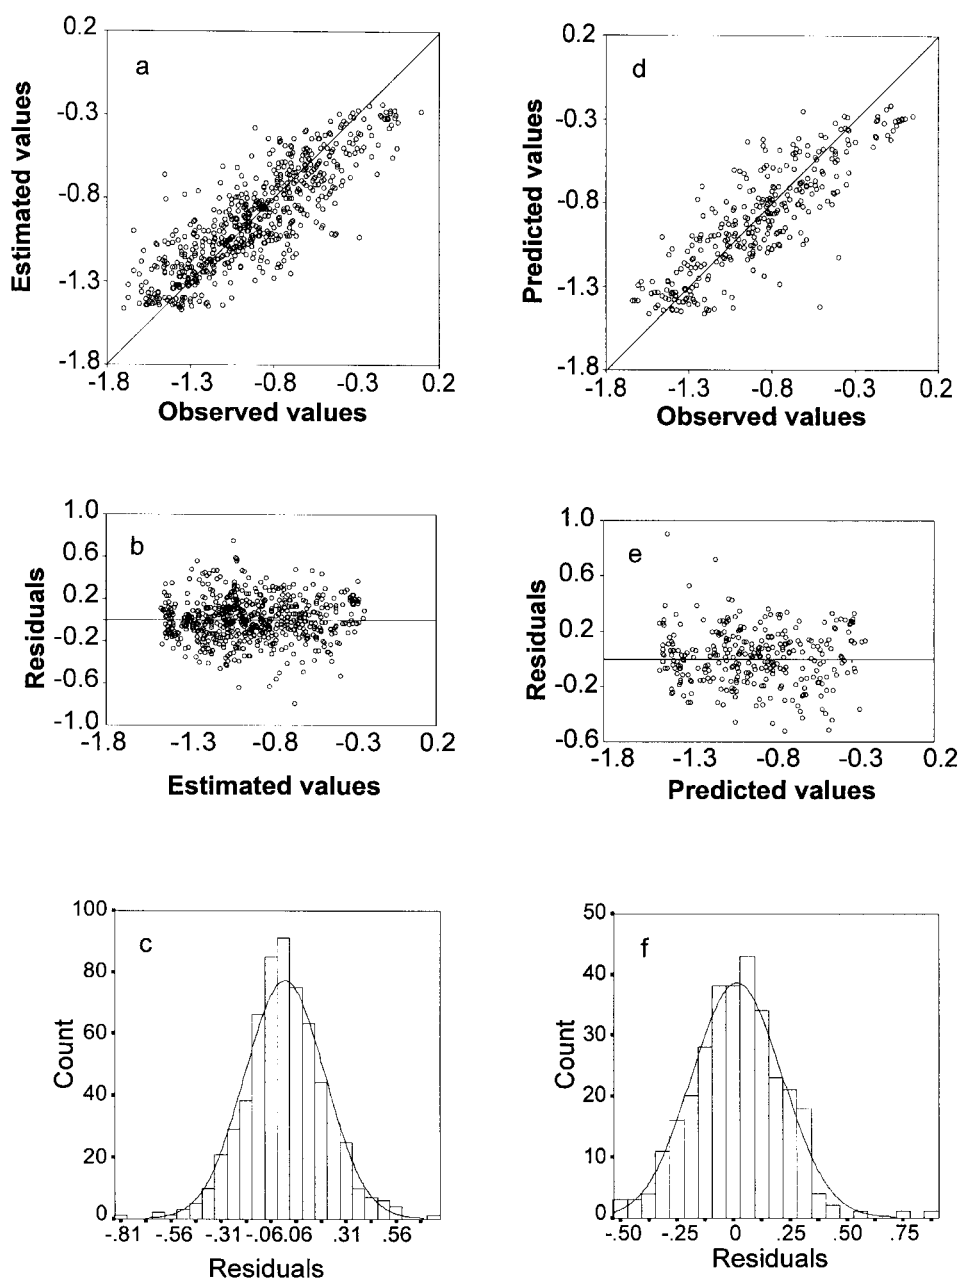 0.2
a
-0.3
-0.8
-1.3
-1.8
Estimated values
-1.8 -1.3 -0.8 -0.3 0.2
Observed values
0.2
d
-0.3
-0.8
-1.3
-1.8
Predicted values
-1.8 -1.3 -0.8 -0.3 0.2
Observed values
1.0
b
0.6
0.2
-0.2
-0.6
-1.0
Residuals
-1.8 -1.3 -0.8 -0.3 0.2
Estimated values
1.0
e
0.6
0.2
-0.2
-0.6
Residuals
-1.8 -1.3 -0.8 -0.3 0.2
Predicted values
100
c
80
60
40
20
0
Count
-.81 -.56 -.31 -.06 .06 .31 .56
Residuals
50
f
40
30
20
10
0
Count
-.50 -.25 0 .25 .50 .75
Residuals